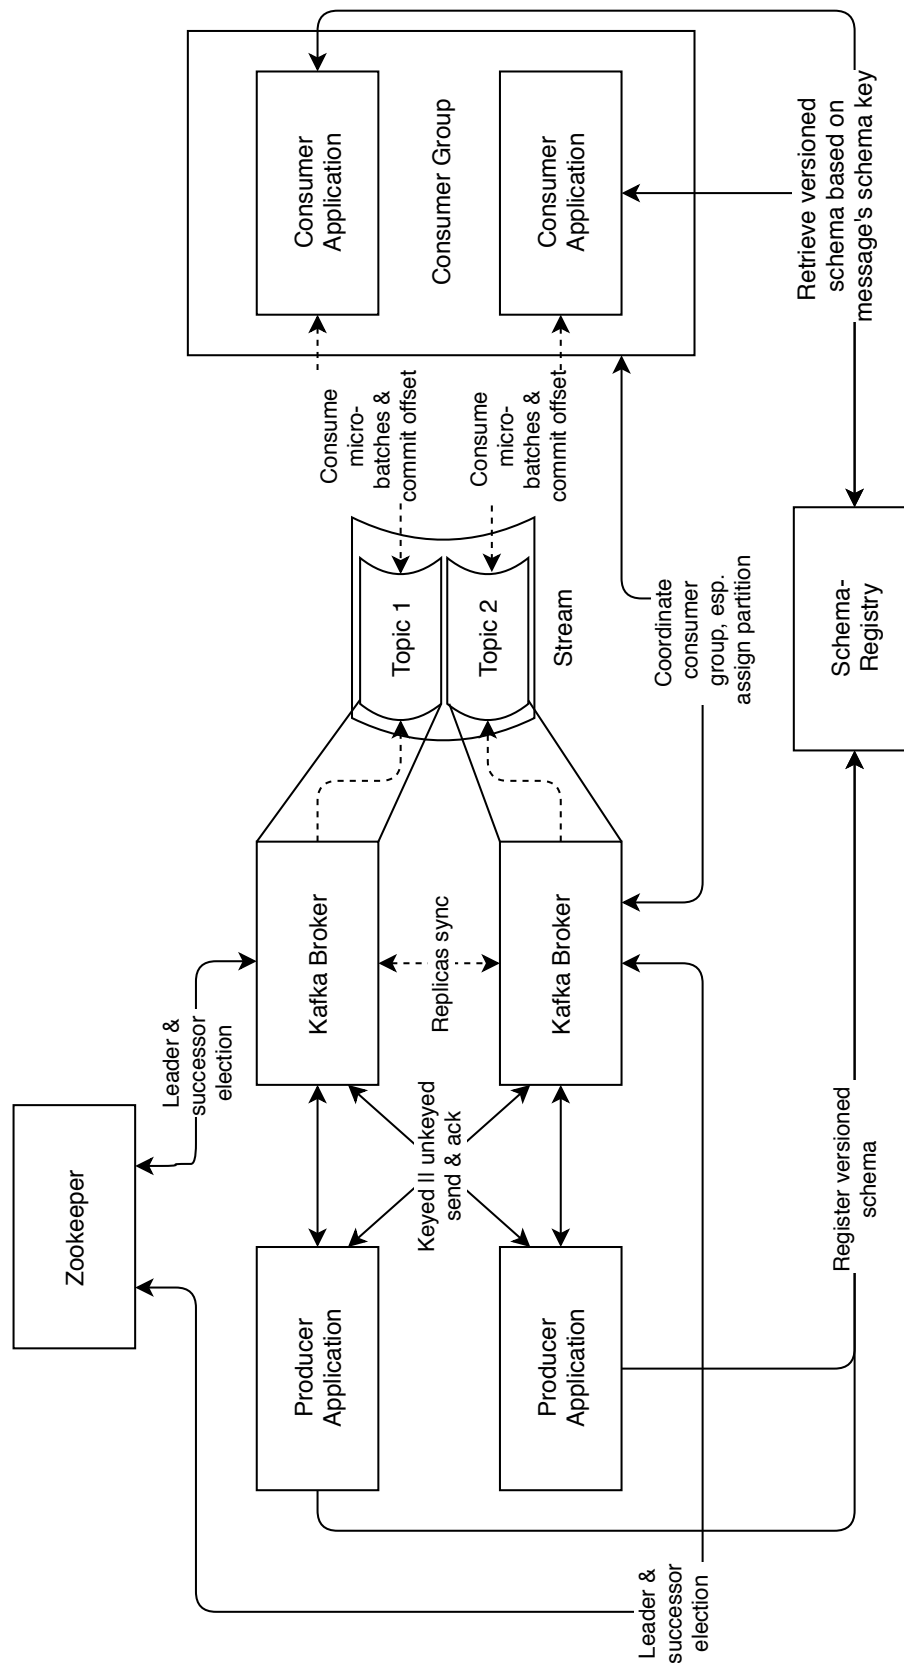 Zookeeper
Leader &
successor
election
Leader &
successor
election
Producer
Application
Producer
Application
Keyed || unkeyed
send & ack
Kafka Broker
Replicas sync
Kafka Broker
Topic 1
Topic 2
Stream
Consume
micro-
batches &
commit offset
Consume
micro-
batches &
commit offset
Consumer
Application
Consumer Group
Consumer
Application
Coordinate
consumer
group, esp.
assign partition
Register versioned
schema
Schema-
Registry
Retrieve versioned
schema based on
message's schema key